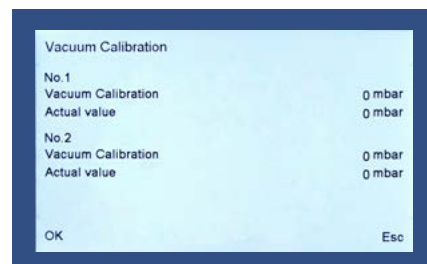 Vacuum Calibration
No.1
Vacuum Calibration 0 mbar
Actual value 0 mbar
No.2
Vacuum Calibration 0 mbar
Actual value 0 mbar
OK Esc